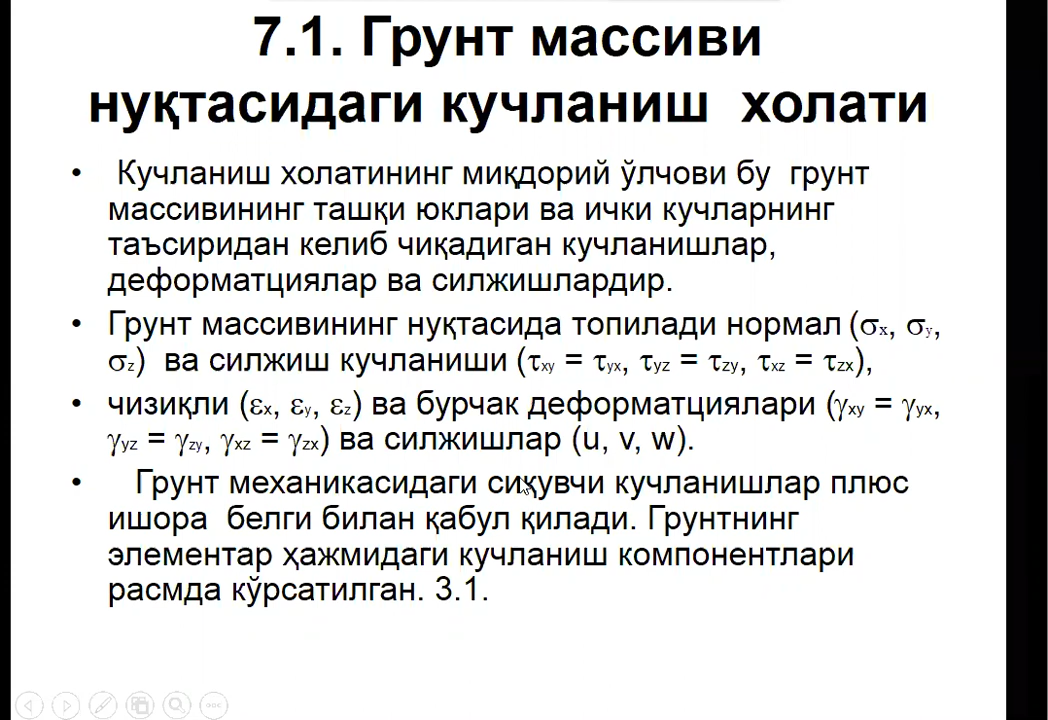 7.1. Грунт массиви
нуқтасидаги кучланиш холати
• Кучланиш холатининг миқдорий ўлчови бу грунт
массивининг ташқи юклари ва ички кучларнинг
таъсиридан келиб чиқадиган кучланишлар,
деформатциялар ва силжишлардир.
• Грунт массивининг нуқтасида топилади нормал (σx, σy,
σz) ва силжиш кучланиши (τxy = τyx, τyz = τzy, τxz = τzx),
• чизиқли (εx, εy, εz) ва бурчак деформатциялари (γxy = γyx,
γyz = γzy, γxz = γzx) ва силжишлар (u, v, w).
• Грунт механикасидаги сиқувчи кучланишлар плюс
ишора белги билан қабул қилади. Грунтнинг
элементар ҳажмидаги кучланиш компонентлари
расмда кўрсатилган. 3.1.